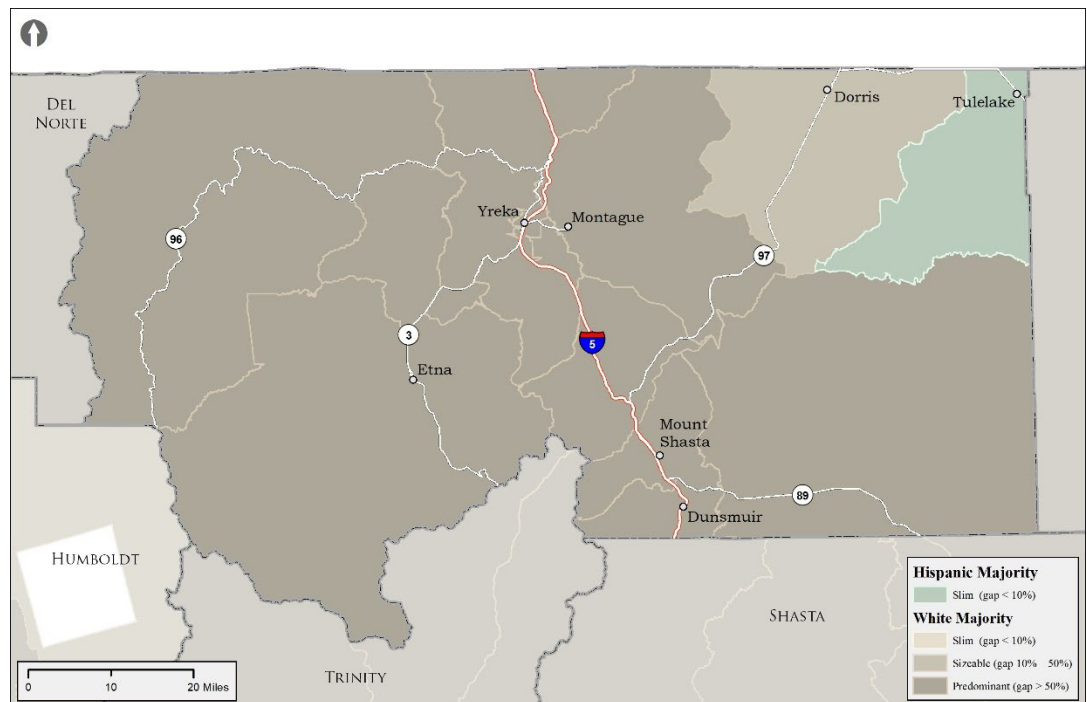 DEL
NORTE
Dorris
Tulelake
Yreka
Montague
96
97
3
5
Etna
Mount
Shasta
89
Dunsmuir
HUMBOLDT
SHASTA
TRINITY
0 10 20 Miles
Hispanic Majority
Slim (gap < 10%)
White Majority
Slim (gap < 10%)
Sizeable (gap 10% 50%)
Predominant (gap > 50%)